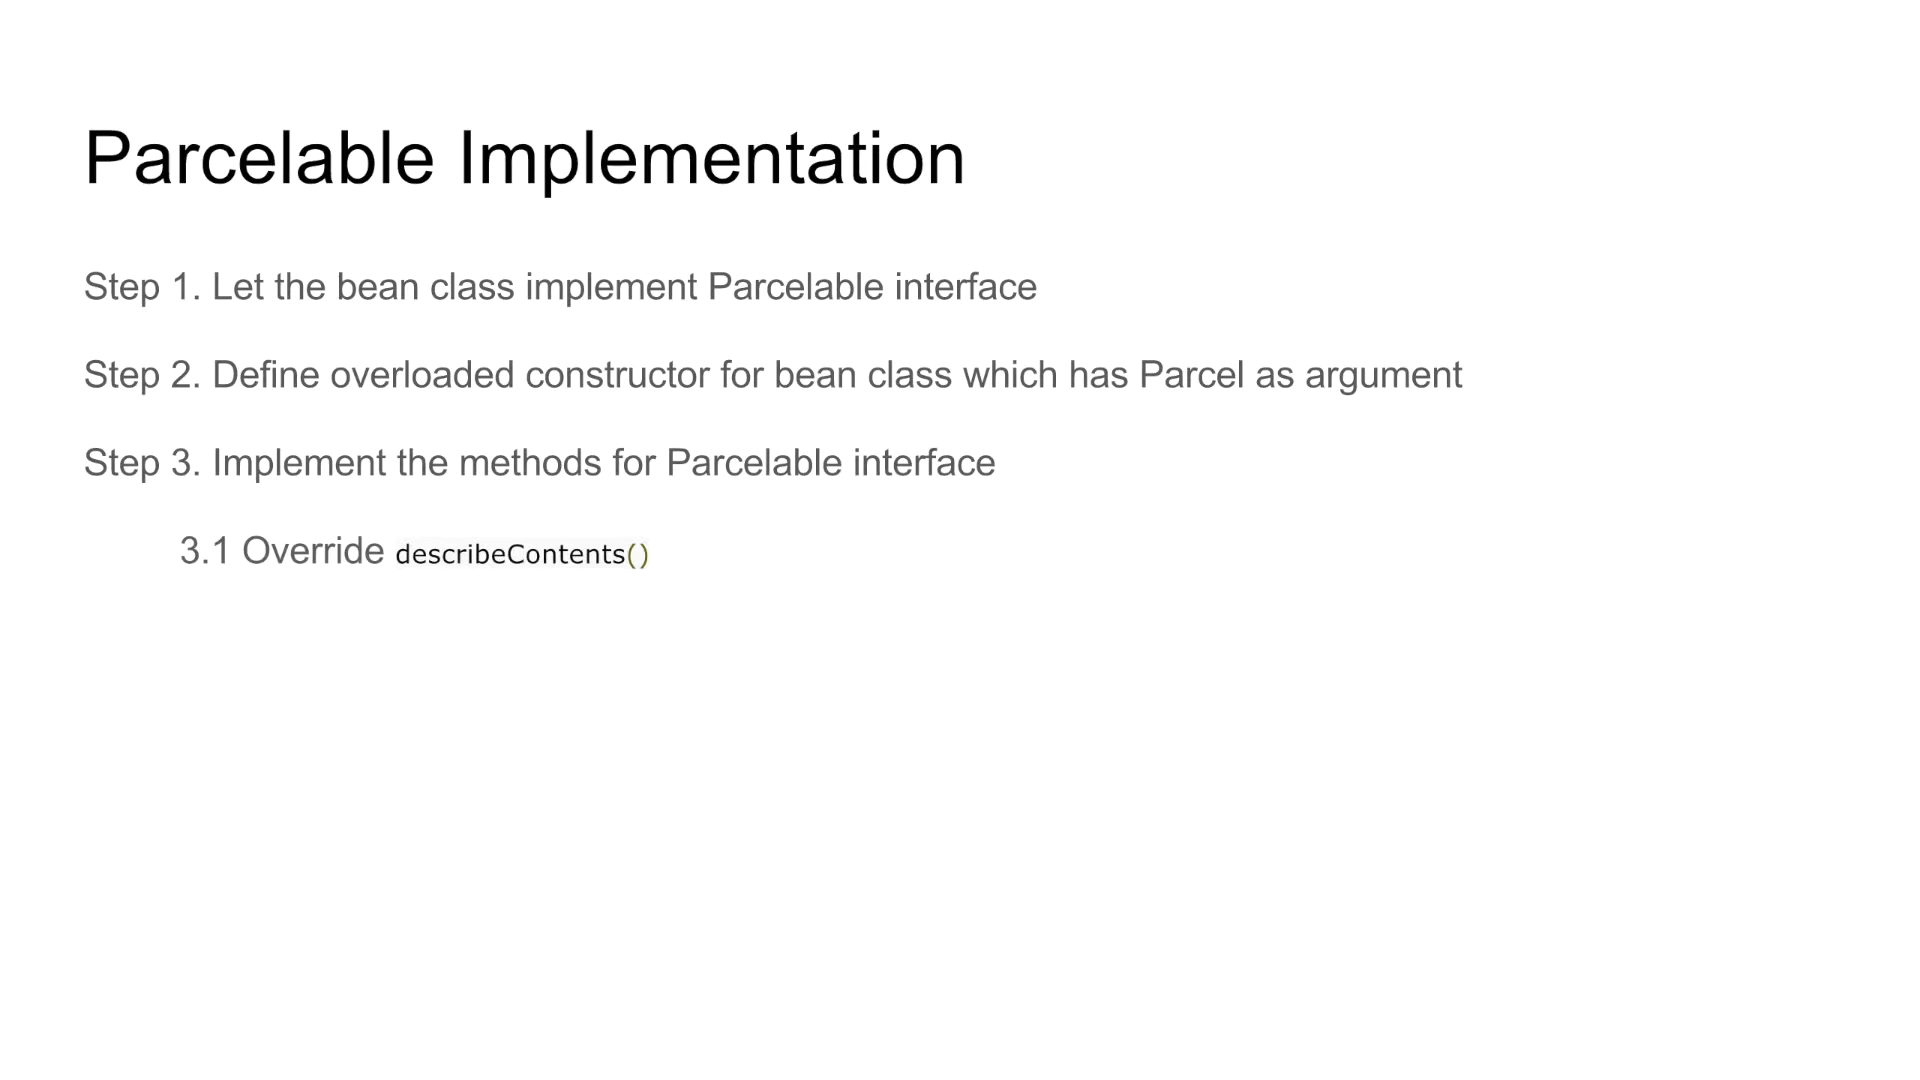 Parcelable Implementation
Step 1. Let the bean class implement Parcelable interface
Step 2. Define overloaded constructor for bean class which has Parcel as argument
Step 3. Implement the methods for Parcelable interface
3.1 Override describeContents()